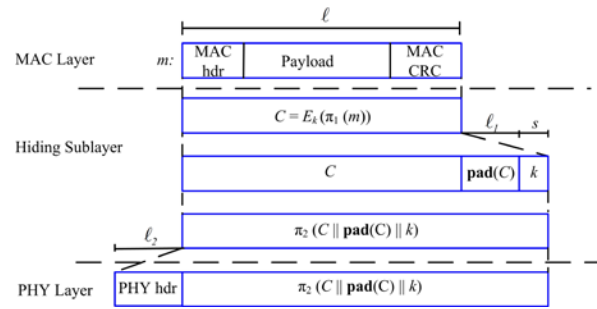 ℓ
MAC Layer m: MAC hdr Payload MAC CRC
C = E_k(π₁ (m))
ℓ₁ s
Hiding Sublayer
C pad(C) k
ℓ₂ π₂ (C || pad(C) || k)
PHY Layer PHY hdr π₂ (C || pad(C) || k)